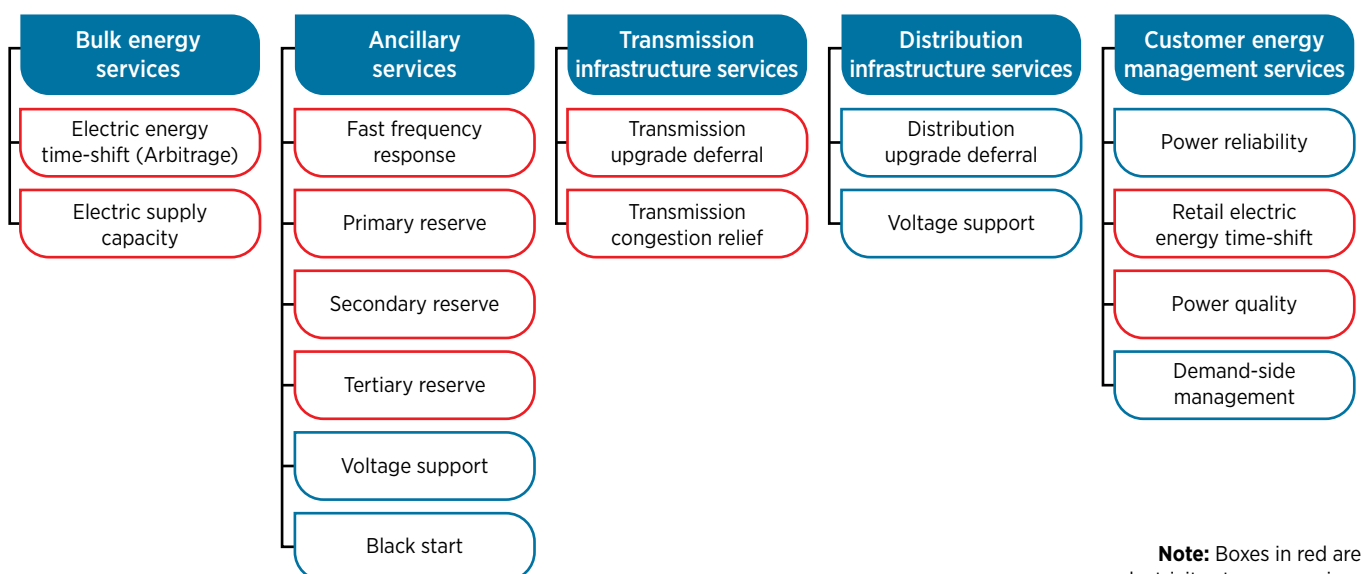 Bulk energy
services
Electric energy
time-shift (Arbitrage)
Electric supply
capacity
Ancillary
services
Fast frequency
response
Primary reserve
Secondary reserve
Tertiary reserve
Voltage support
Black start
Transmission
infrastructure services
Transmission
upgrade deferral
Transmission
congestion relief
Distribution
infrastructure services
Distribution
upgrade deferral
Voltage support
Customer energy
management services
Power reliability
Retail electric
energy time-shift
Power quality
Demand-side
management
Note: Boxes in red are